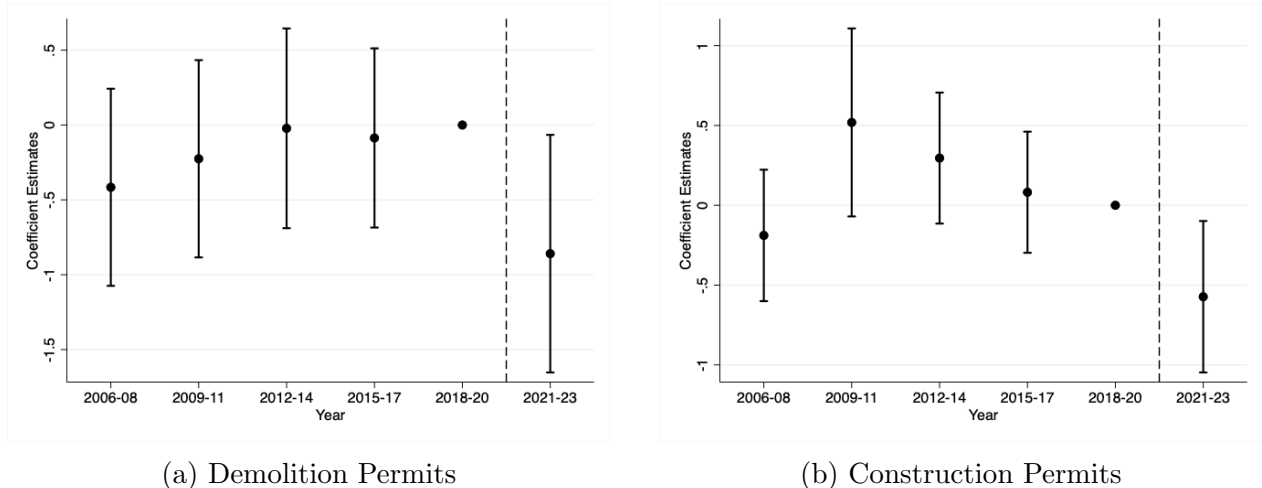 .5
0
-.5
-1
-1.5
Coefficient Estimates
2006-08 2009-11 2012-14 2015-17 2018-20 2021-23
Year
(a) Demolition Permits
1
.5
0
-.5
-1
Coefficient Estimates
2006-08 2009-11 2012-14 2015-17 2018-20 2021-23
Year
(b) Construction Permits